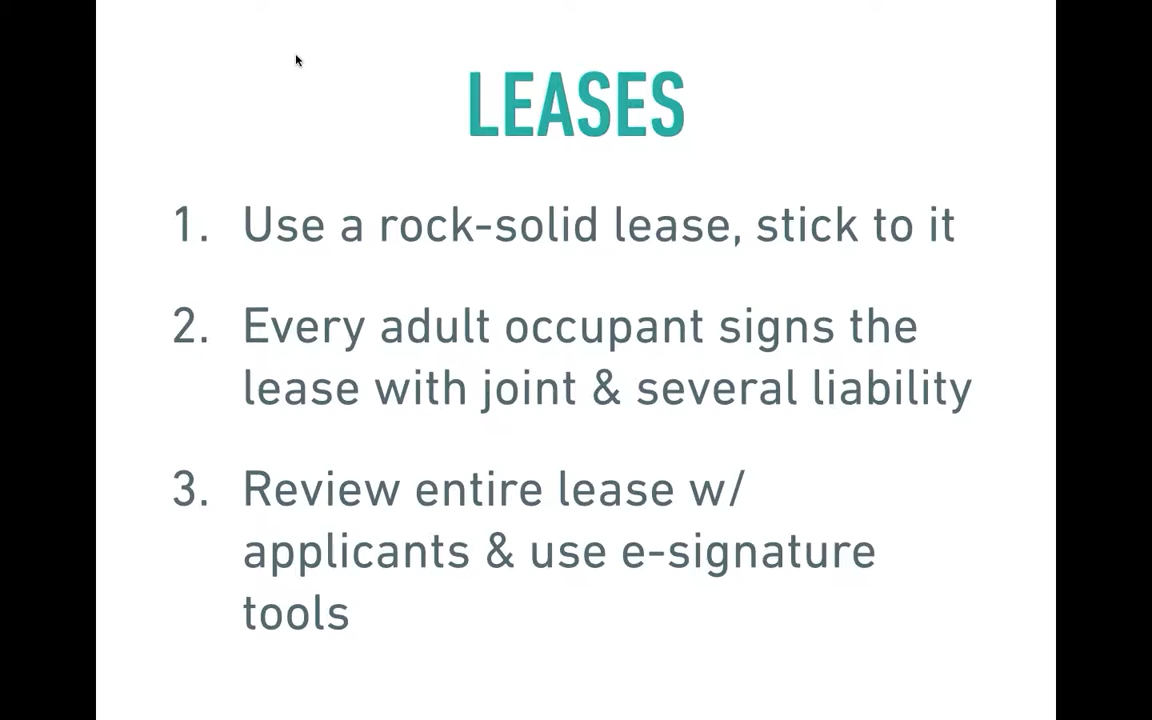 LEASES
1. Use a rock-solid lease, stick to it
2. Every adult occupant signs the
lease with joint & several liability
3. Review entire lease w/
applicants & use e-signature
tools